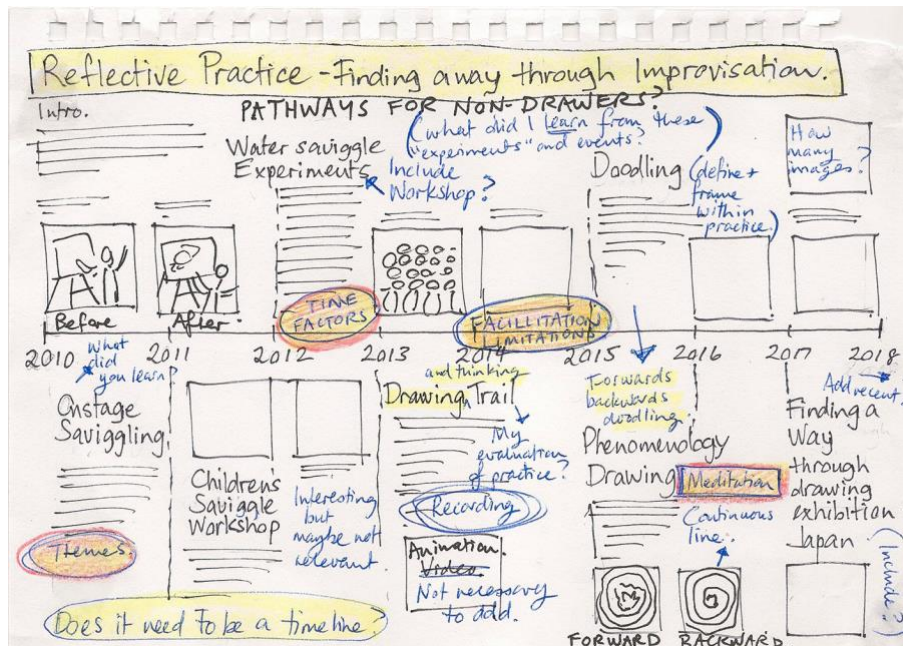 Reflective Practice - Finding away through Improvisation.
Intro.
PATHWAYS FOR NON-DRAWERS?
(what did I learn from these
"experiments" and events?)
Water saviggle
Experiments
Include
Workshop?
Doodling
(define +
frame
within
practice.)
How
many
images?
Before
After
TIME
FACTORS
FACILLITATION
LIMITATIONS
2010
2011
2012
2013
2014
2015
2016
2017
2018
What
did
you learn?
Onstage
Saviggling
Themes
Children's
Saviggle
Workshop
Interesting
but
maybe not
relevant.
and thinking
Drawing Trail
My
evaluation
of practice?
Recording
Animation.
Video
Not necessary
to add.
Forwards
backwards
doodling.
Phenomenology
Drawing
Meditation
Continuous
line.
FORWARD
BACKWARD
Add recent.
Finding a
Way
through
drawing
exhibition
Japan
(Include?)
Does it need to be a timeline?